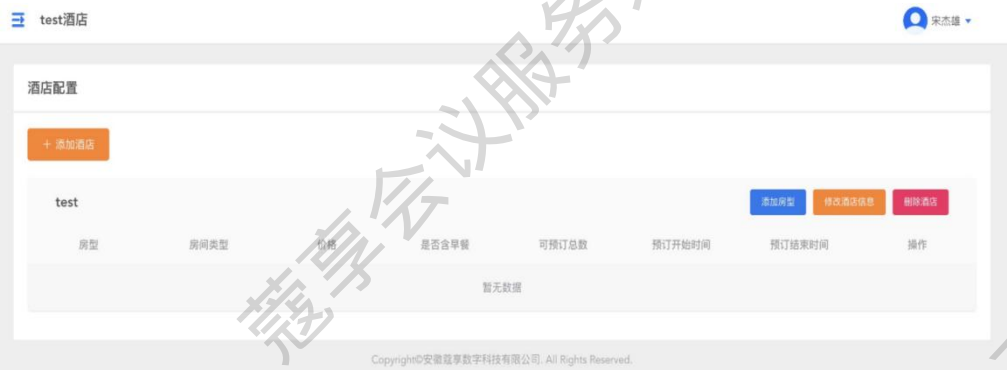 test酒店
宋杰雄
酒店配置
+ 添加酒店
test
添加房型 修改酒店信息 删除酒店
房型 房间类型 价格 是否含早餐 可预订总数 预订开始时间 预订结束时间 操作
暂无数据
Copyright©安徽蔻享数字科技有限公司. All Rights Reserved.
蔻享会议服务